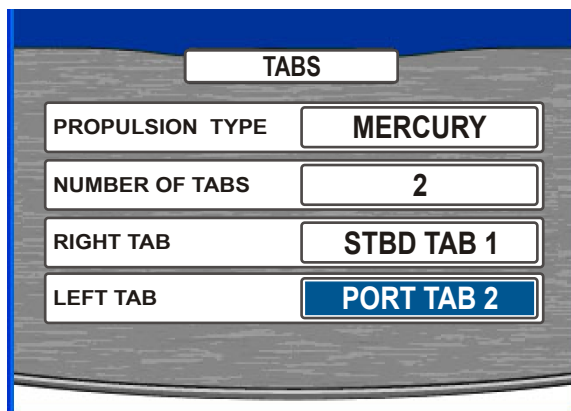 TABS
PROPULSION TYPE MERCURY
NUMBER OF TABS 2
RIGHT TAB STBD TAB 1
LEFT TAB PORT TAB 2